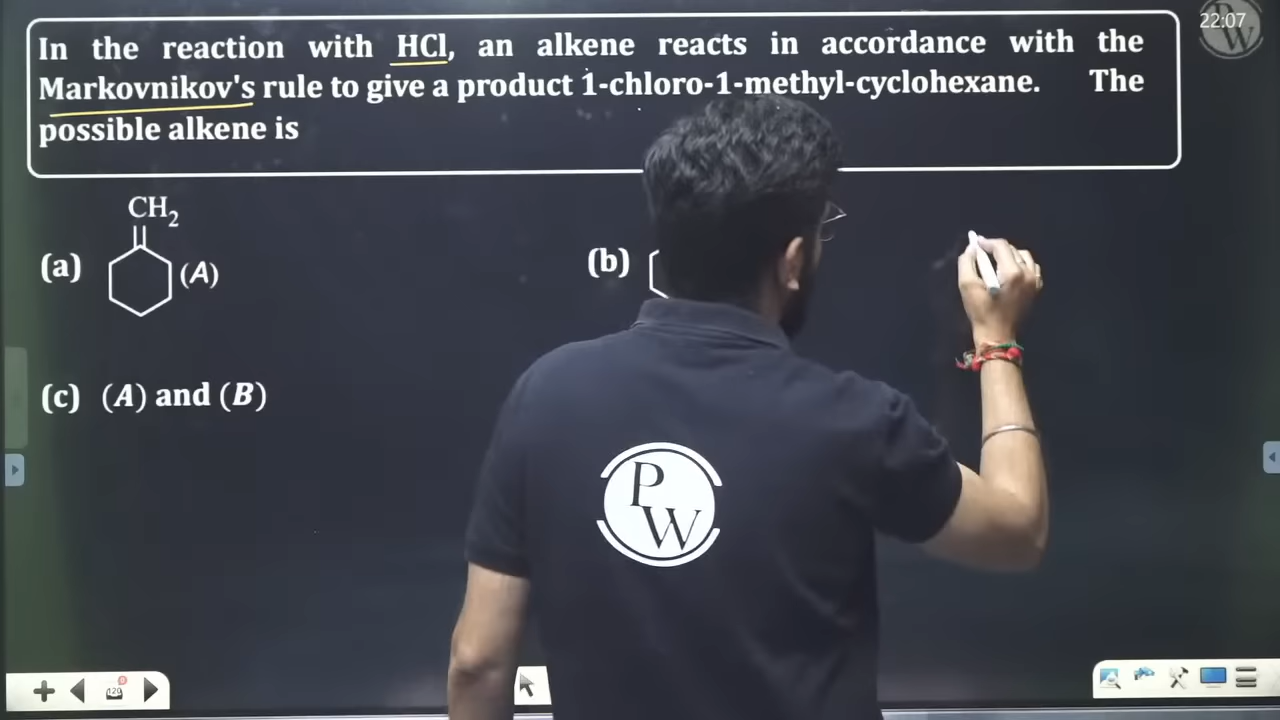 22:07
In the reaction with HCl, an alkene reacts in accordance with the
Markovnikov's rule to give a product 1-chloro-1-methyl-cyclohexane. The
possible alkene is
CH2
(a) (A)
(b)
(c) (A) and (B)
P
W
120